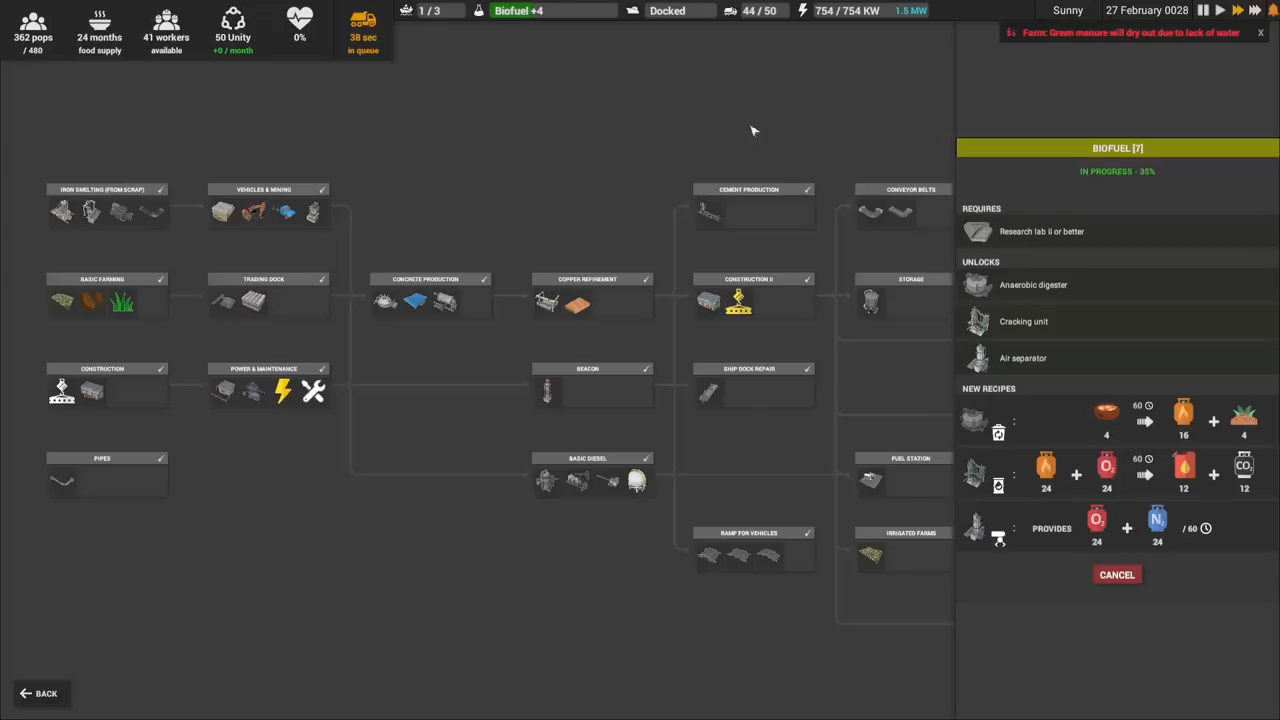 362 pops
/ 480
24 months
food supply
41 workers
available
50 Unity
+0 / month
0%
38 sec
in queue
1 / 3
Biofuel +4
Docked
44 / 50
754 / 754 KW
1.5 MW
Sunny
27 February 0028
Farm: Green manure will dry out due to lack of water
X
BIOFUEL [7]
IN PROGRESS - 35%
REQUIRES
Research lab II or better
UNLOCKS
Anaerobic digester
Cracking unit
Air separator
NEW RECIPES
:
60
4
16
+
4
:
O2
60
CO2
24
+
24
12
+
12
:
PROVIDES
O2
+
N2
/ 60
24
24
CANCEL
IRON SMELTING (FROM SCRAP)
VEHICLES & MINING
CEMENT PRODUCTION
CONVEYOR BELTS
BASIC FARMING
TRADING DOCK
CONCRETE PRODUCTION
COPPER REFINEMENT
CONSTRUCTION II
STORAGE
CONSTRUCTION
POWER & MAINTENANCE
BEACON
SHIP DOCK REPAIR
PIPES
BASIC DIESEL
FUEL STATION
RAMP FOR VEHICLES
IRRIGATED FARMS
BACK